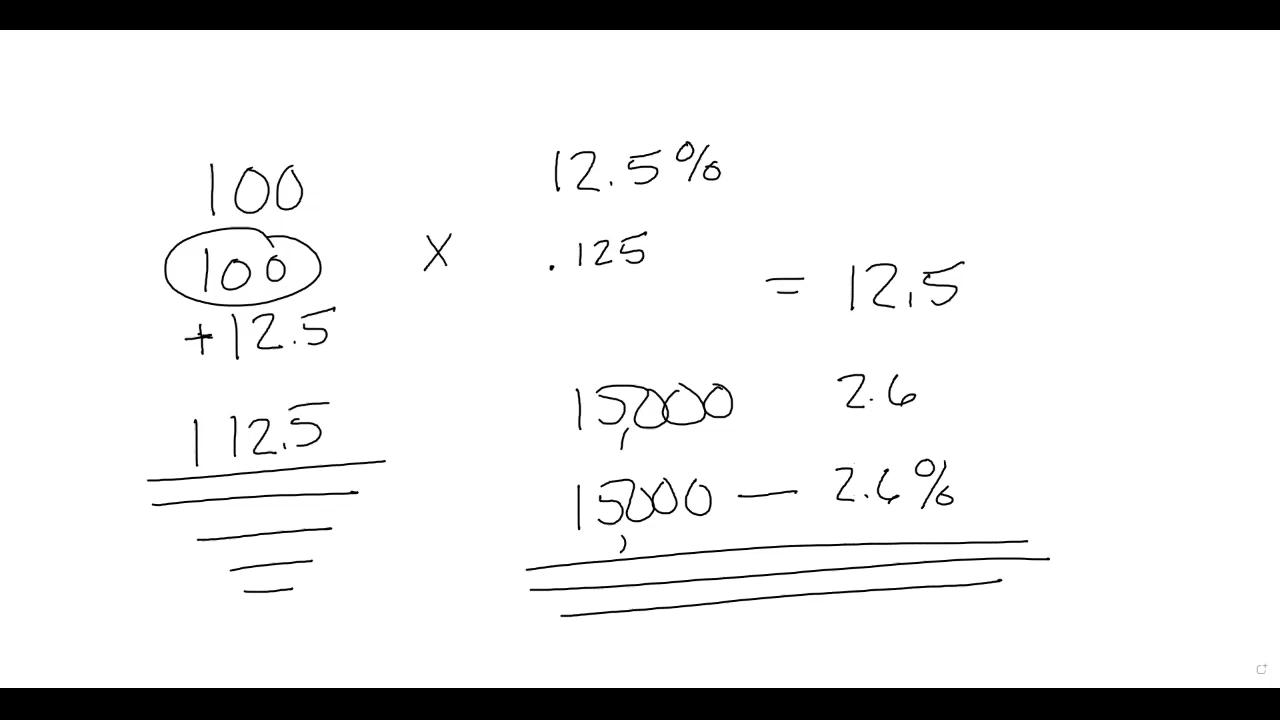 100 12.5%
100 x .125 = 12.5
+12.5
112.5
15,000 2.6
15,000 — 2.6%